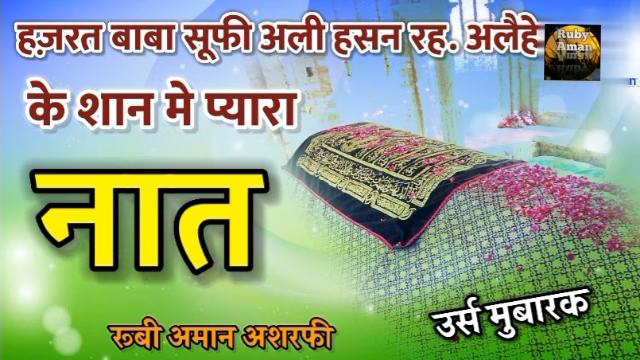 हज़रत बाबा सूफी अली हसन रह. अलैहे
Ruby
Aman
के शान मे प्यारा
नात
उर्स मुबारक
रूबी अमान अशरफी